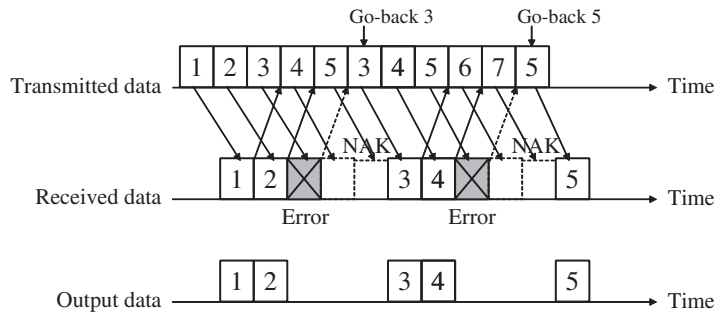 Go-back 3 Go-back 5
1 2 3 4 5 3 4 5 6 7 5
Transmitted data Time
NAK NAK
1 2 3 4 5
Received data Time
Error Error
1 2 3 4 5
Output data Time